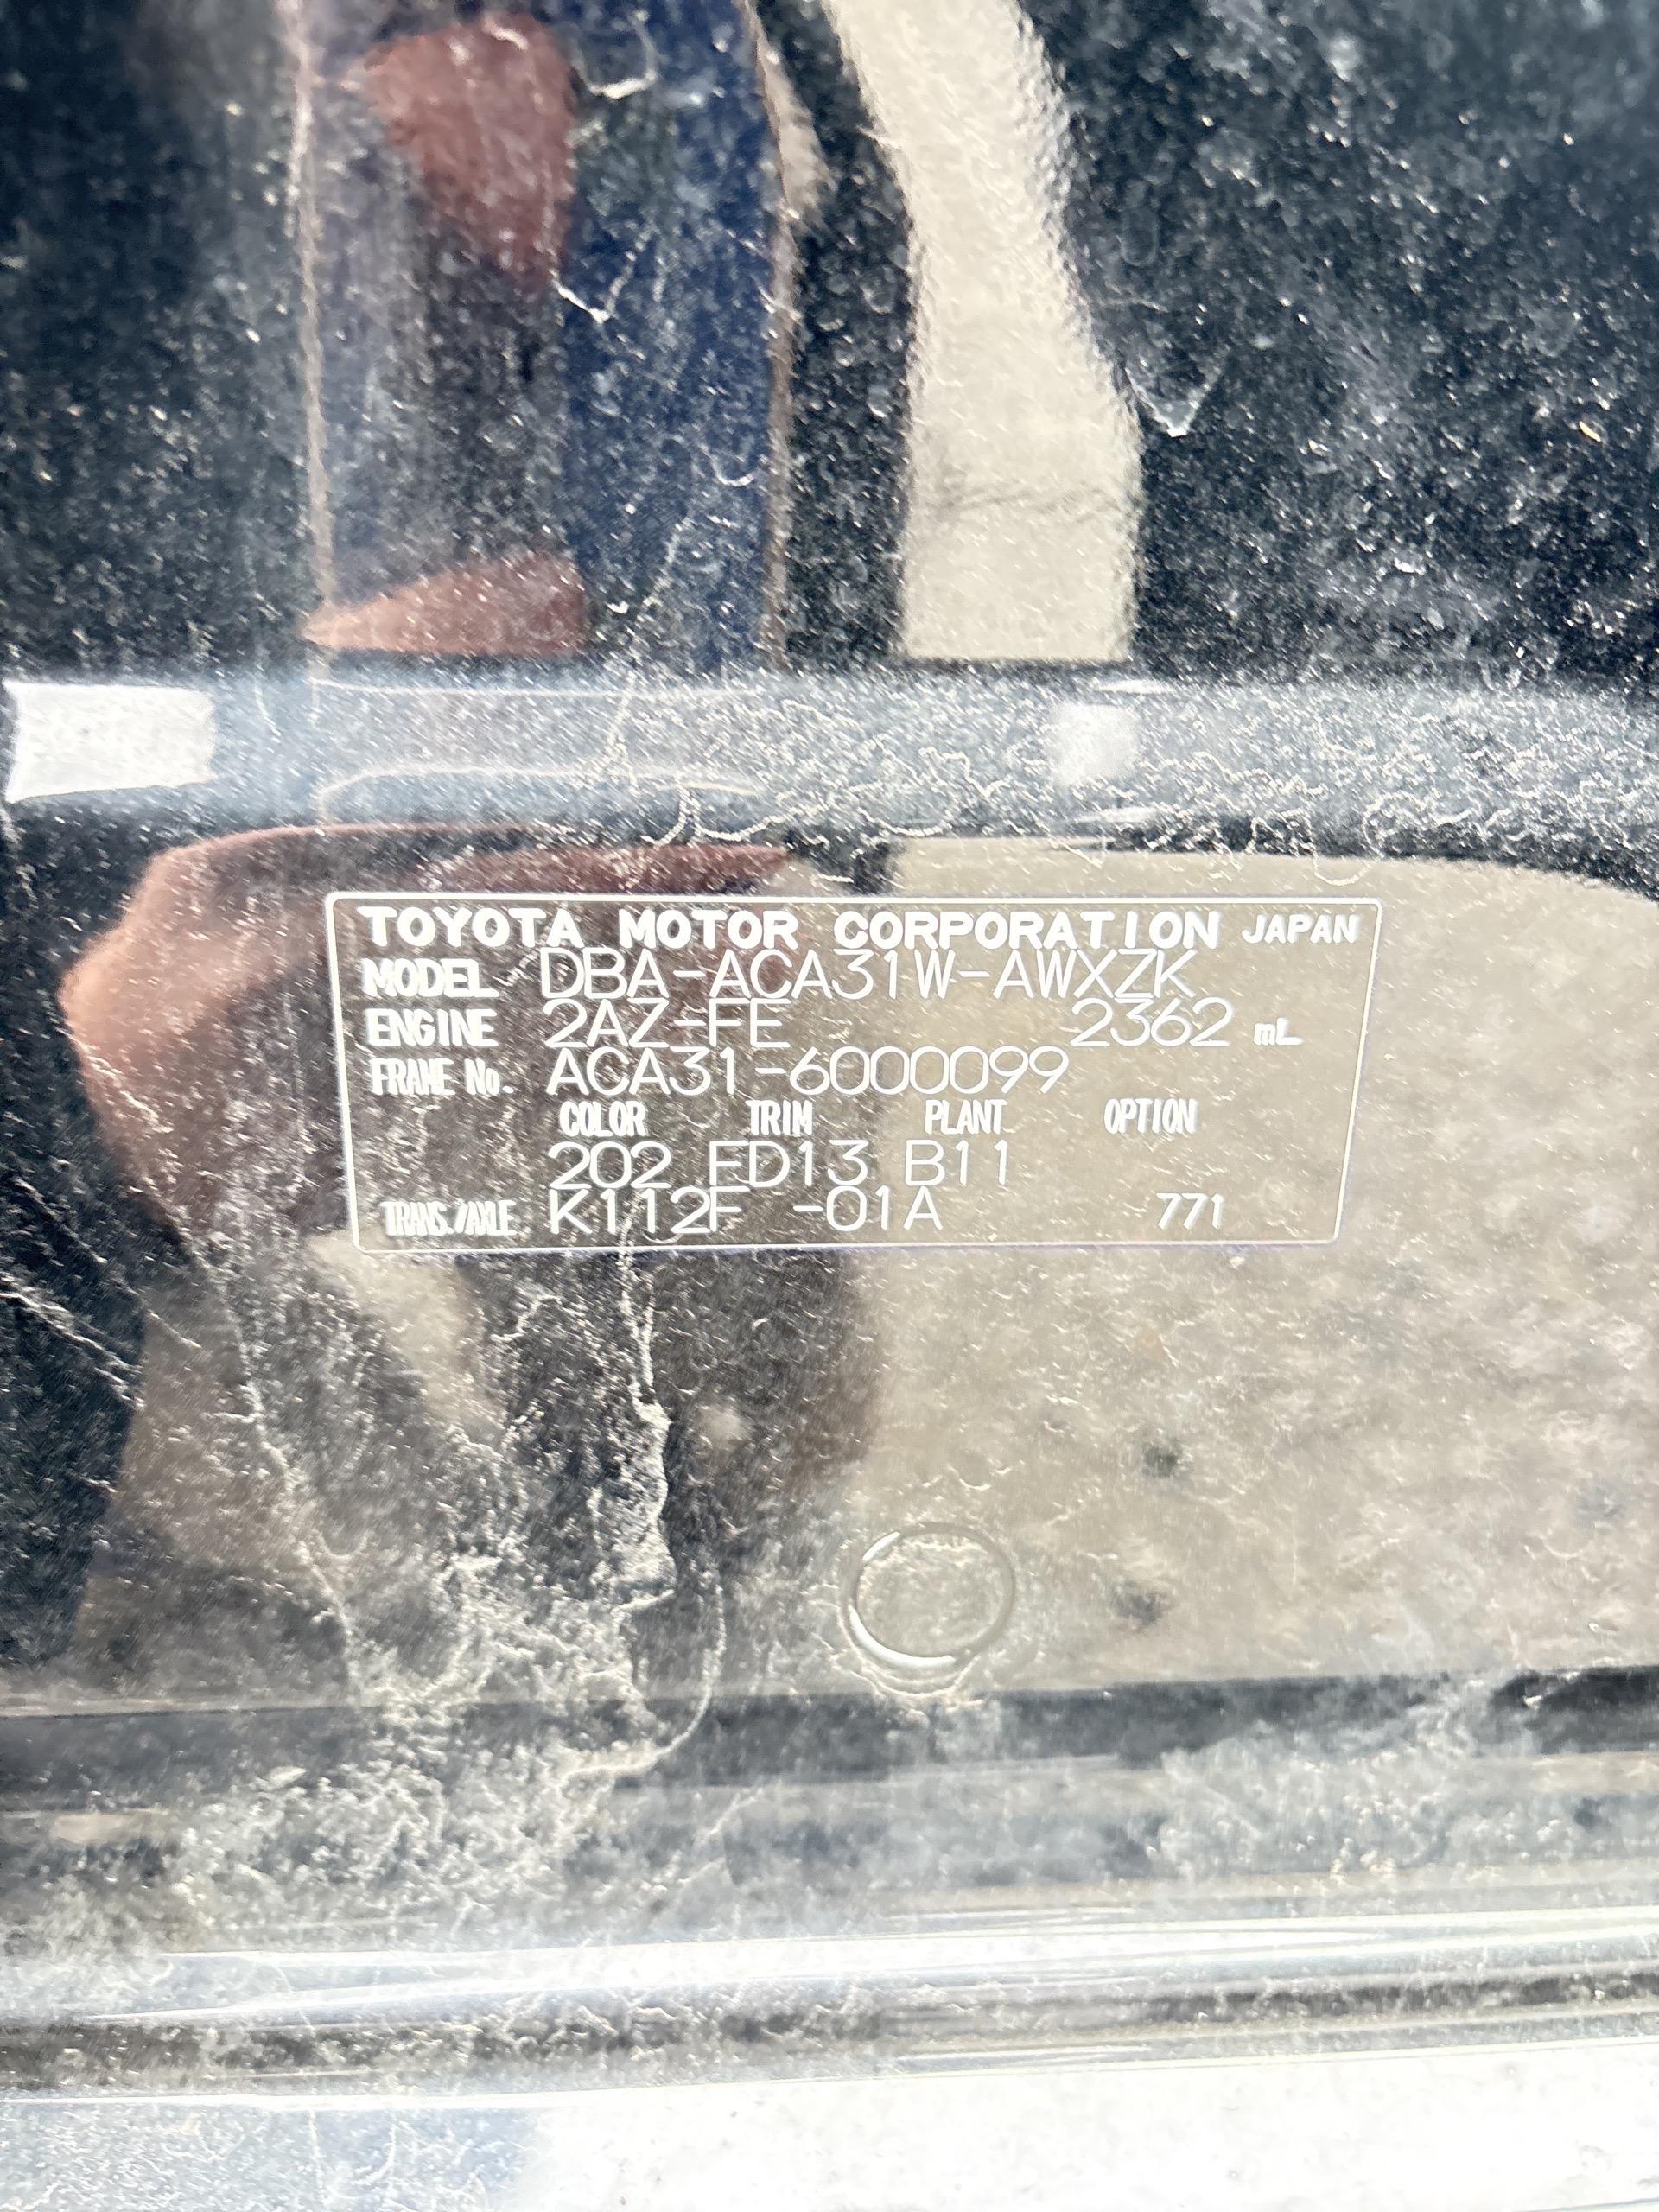 TOYOTA MOTOR CORPORATION JAPAN
MODEL DBA-ACA31W-AWXZK
ENGINE 2AZ-FE 2362 mL
FRAME No. ACA31-6000099
COLOR TRIM PLANT OPTION
202 FD13 B11
TRANS./AXLE K112F -01A 771